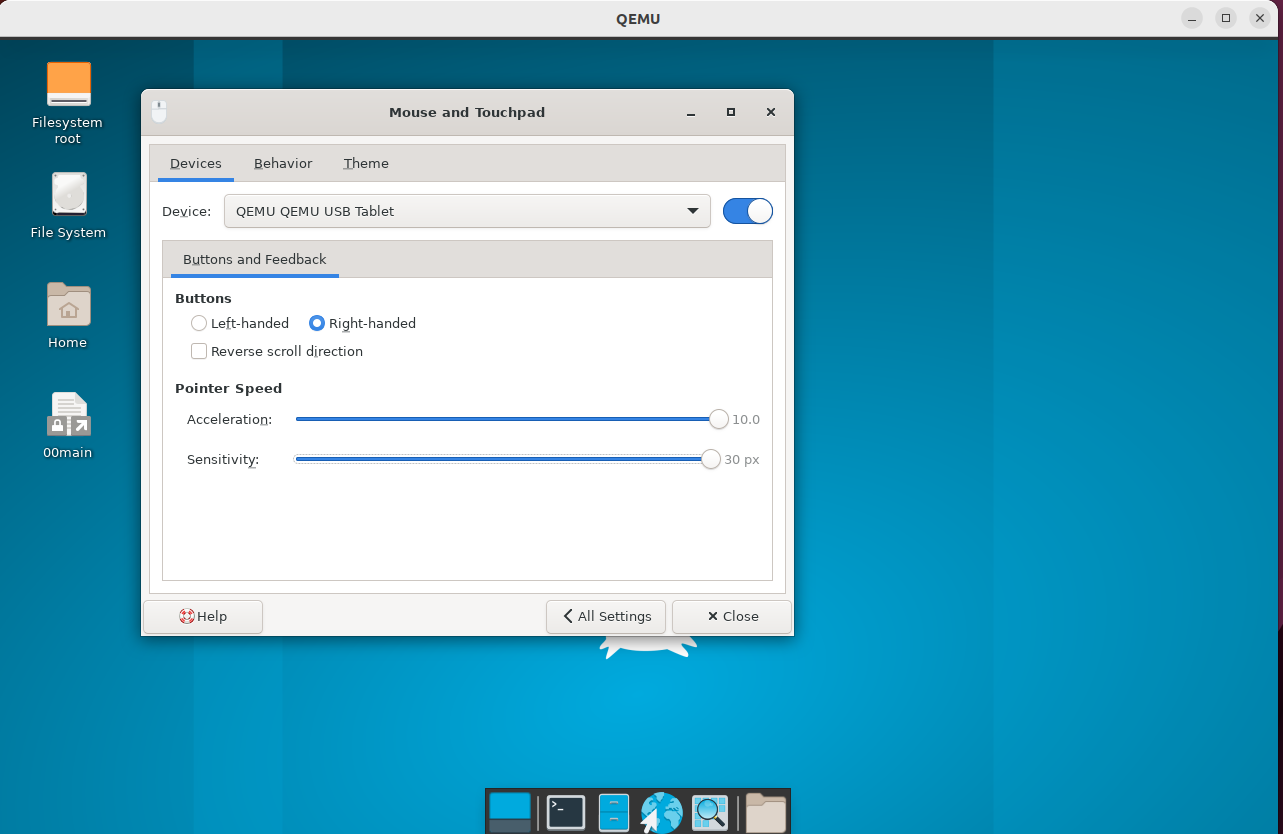 QEMU
Filesystem
root
File System
Home
00main
Mouse and Touchpad
Devices Behavior Theme
Device: QEMU QEMU USB Tablet
Buttons and Feedback
Buttons
Left-handed Right-handed
Reverse scroll direction
Pointer Speed
Acceleration: 10.0
Sensitivity: 30 px
Help All Settings Close
>_